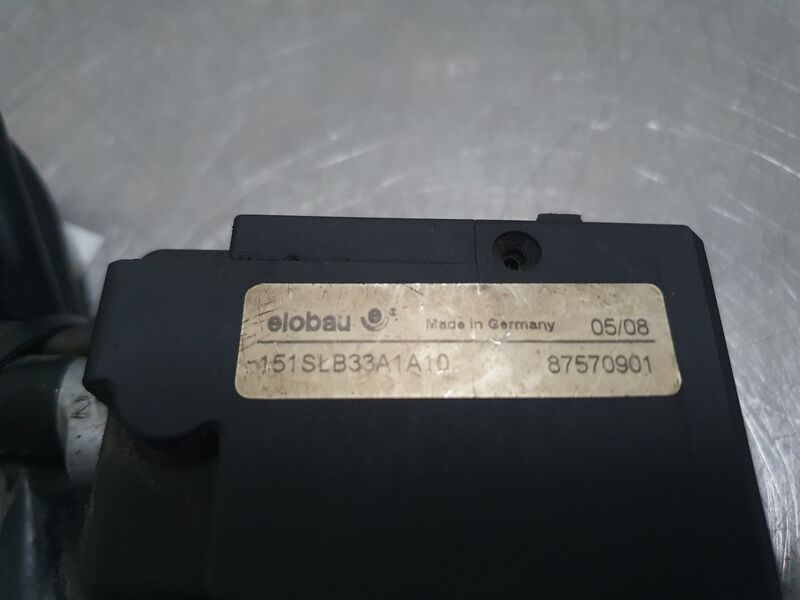 elobau e Made in Germany 05/08
151SLB33A1A10 87570901